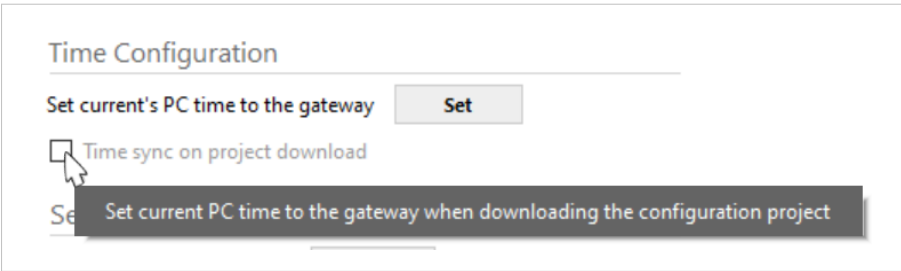 Time Configuration
Set current's PC time to the gateway Set
Time sync on project download
Set current PC time to the gateway when downloading the configuration project